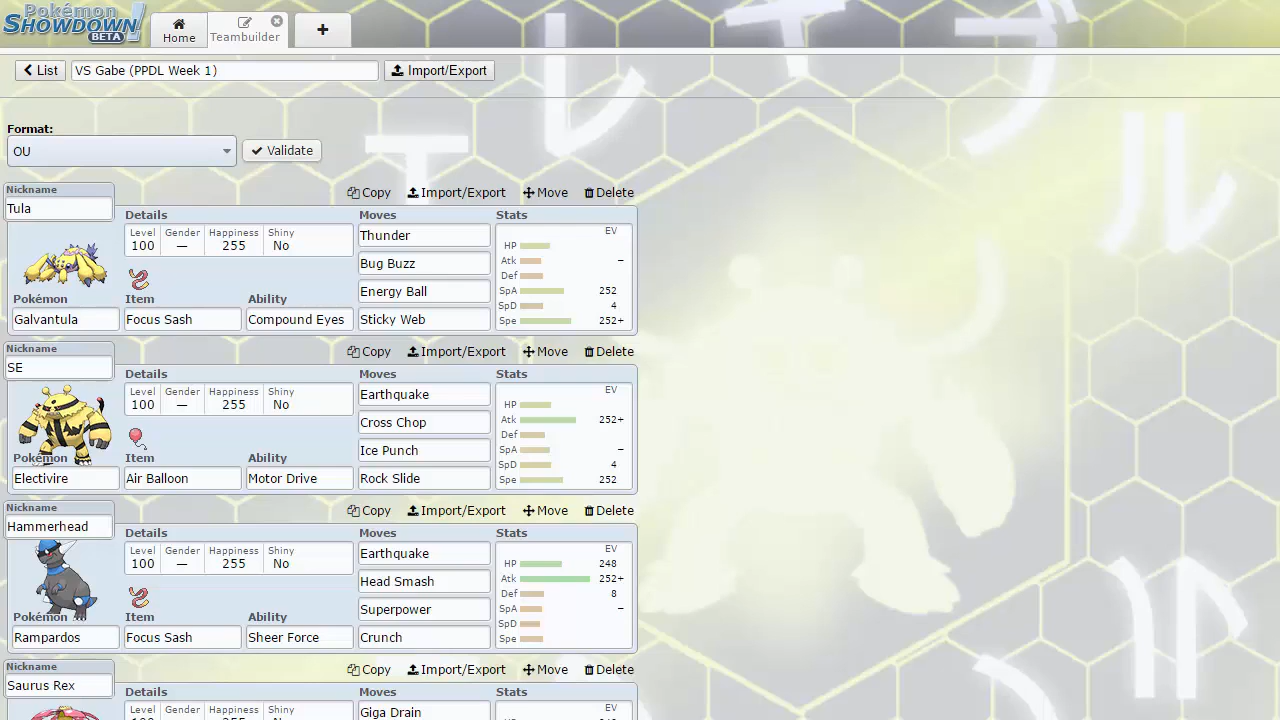 Pokémon
SHOWDOWN!
BETA
Home
Teambuilder
+
List
VS Gabe (PPDL Week 1)
Import/Export
レ
ブ
エ
ル
Format:
OU
Validate
Nickname
Copy Import/Export Move Delete
Tula
Details Moves Stats
Level Gender Happiness Shiny
100 — 255 No
Thunder
Bug Buzz
Energy Ball
Sticky Web
EV
HP
Atk –
Def
SpA 252
SpD 4
Spe 252+
Pokémon Item Ability
Galvantula Focus Sash Compound Eyes
Nickname
Copy Import/Export Move Delete
SE
Details Moves Stats
Level Gender Happiness Shiny
100 — 255 No
Earthquake
Cross Chop
Ice Punch
Rock Slide
EV
HP
Atk 252+
Def
SpA –
SpD 4
Spe 252
Pokémon Item Ability
Electivire Air Balloon Motor Drive
Nickname
Copy Import/Export Move Delete
Hammerhead
Details Moves Stats
Level Gender Happiness Shiny
100 — 255 No
Earthquake
Head Smash
Superpower
Crunch
EV
HP 248
Atk 252+
Def 8
SpA –
SpD
Spe
Pokémon Item Ability
Rampardos Focus Sash Sheer Force
Nickname
Copy Import/Export Move Delete
Saurus Rex
Details Moves Stats
Level Gender Happiness Shiny
Giga Drain
EV